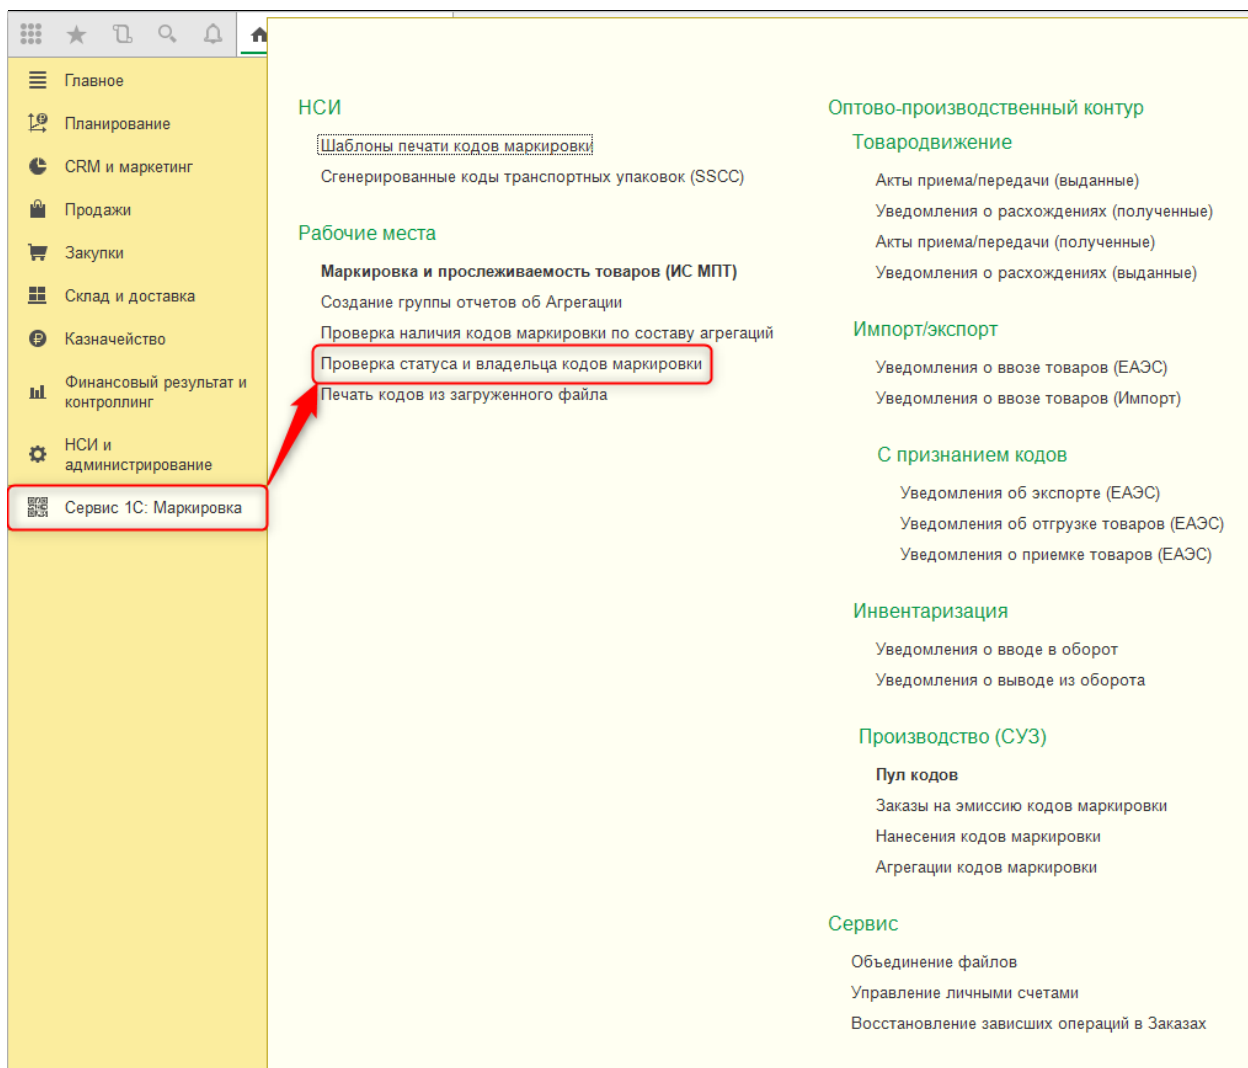 Главное
Планирование
CRM и маркетинг
Продажи
Закупки
Склад и доставка
Казначейство
Финансовый результат и
контроллинг
НСИ и
администрирование
Сервис 1С: Маркировка
НСИ
Шаблоны печати кодов маркировки
Сгенерированные коды транспортных упаковок (SSCC)
Рабочие места
Маркировка и прослеживаемость товаров (ИС МПТ)
Создание группы отчетов об Агрегации
Проверка наличия кодов маркировки по составу агрегаций
Проверка статуса и владельца кодов маркировки
Печать кодов из загруженного файла
Оптово-производственный контур
Товародвижение
Акты приема/передачи (выданные)
Уведомления о расхождениях (полученные)
Акты приема/передачи (полученные)
Уведомления о расхождениях (выданные)
Импорт/экспорт
Уведомления о ввозе товаров (ЕАЭС)
Уведомления о ввозе товаров (Импорт)
С признанием кодов
Уведомления об экспорте (ЕАЭС)
Уведомления об отгрузке товаров (ЕАЭС)
Уведомления о приемке товаров (ЕАЭС)
Инвентаризация
Уведомления о вводе в оборот
Уведомления о выводе из оборота
Производство (СУЗ)
Пул кодов
Заказы на эмиссию кодов маркировки
Нанесения кодов маркировки
Агрегации кодов маркировки
Сервис
Объединение файлов
Управление личными счетами
Восстановление зависших операций в Заказах